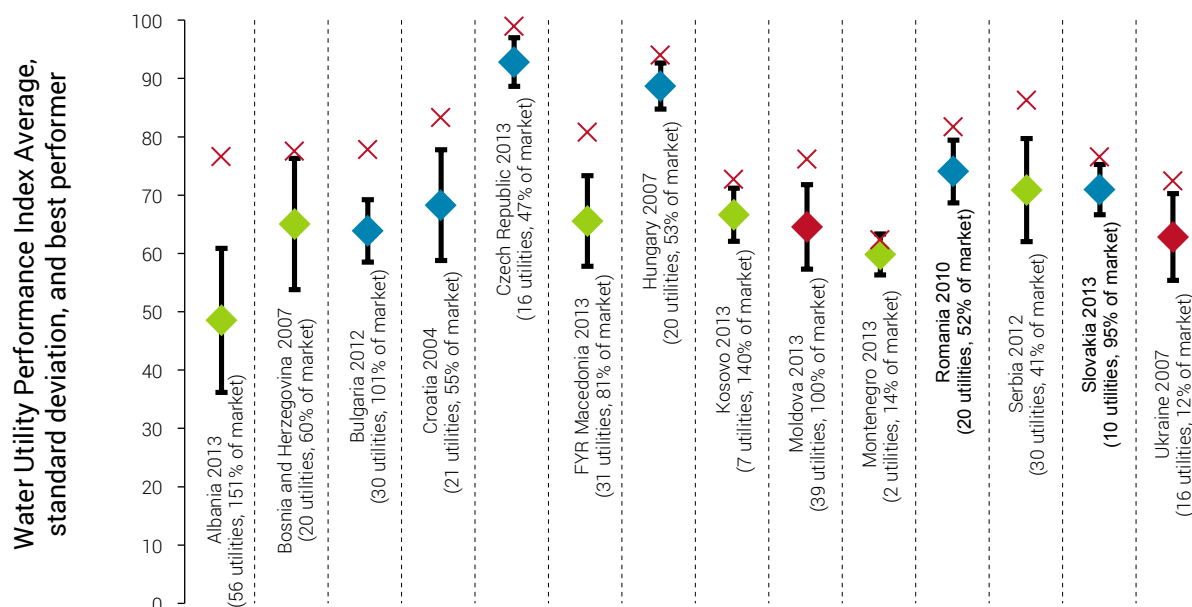 Water Utility Performance Index Average,
standard deviation, and best performer
100
90
80
70
60
50
40
30
20
10
0
Albania 2013
(56 utilities, 151% of market)
Bosnia and Herzegovina 2007
(20 utilities, 60% of market)
Bulgaria 2012
(30 utilities, 101% of market)
Croatia 2004
(21 utilities, 55% of market)
Czech Republic 2013
(16 utilities, 47% of market)
FYR Macedonia 2013
(31 utilities, 81% of market)
Hungary 2007
(20 utilities, 53% of market)
Kosovo 2013
(7 utilities, 140% of market)
Moldova 2013
(39 utilities, 100% of market)
Montenegro 2013
(2 utilities, 14% of market)
Romania 2010
(20 utilities, 52% of market)
Serbia 2012
(30 utilities, 41% of market)
Slovakia 2013
(10 utilities, 95% of market)
Ukraine 2007
(16 utilities, 12% of market)